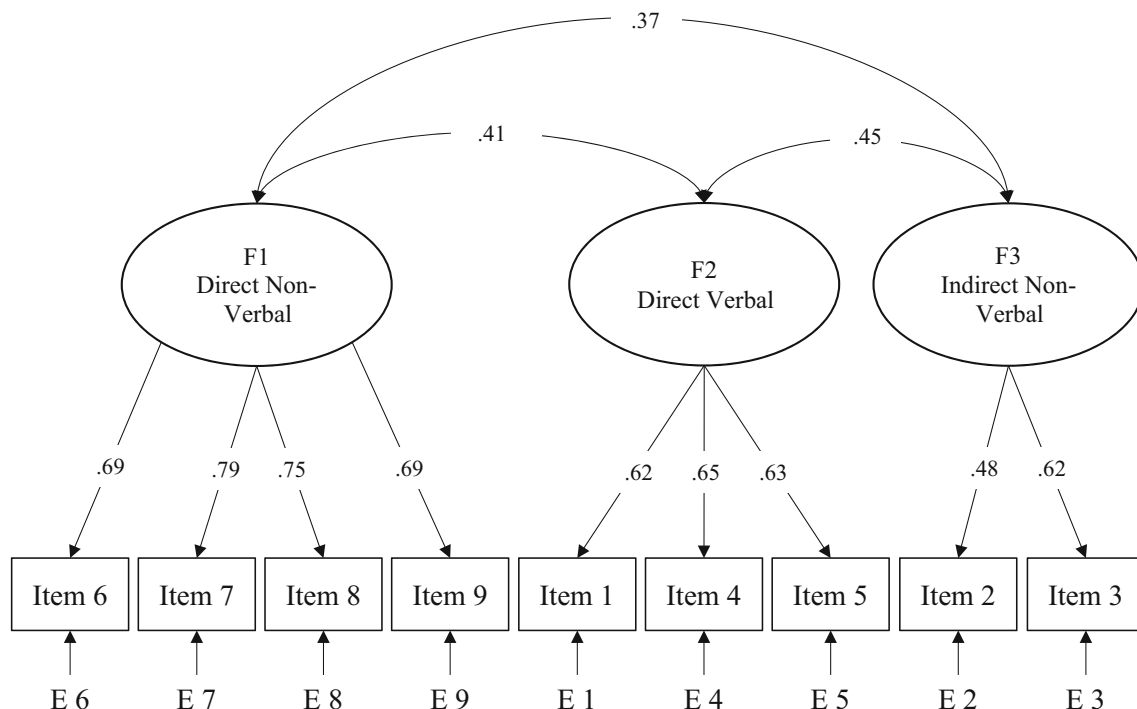 .37
.41
.45
F1
Direct Non-
Verbal
F2
Direct Verbal
F3
Indirect Non-
Verbal
.69
.79
.75
.69
.62
.65
.63
.48
.62
Item 6
Item 7
Item 8
Item 9
Item 1
Item 4
Item 5
Item 2
Item 3
E 6
E 7
E 8
E 9
E 1
E 4
E 5
E 2
E 3